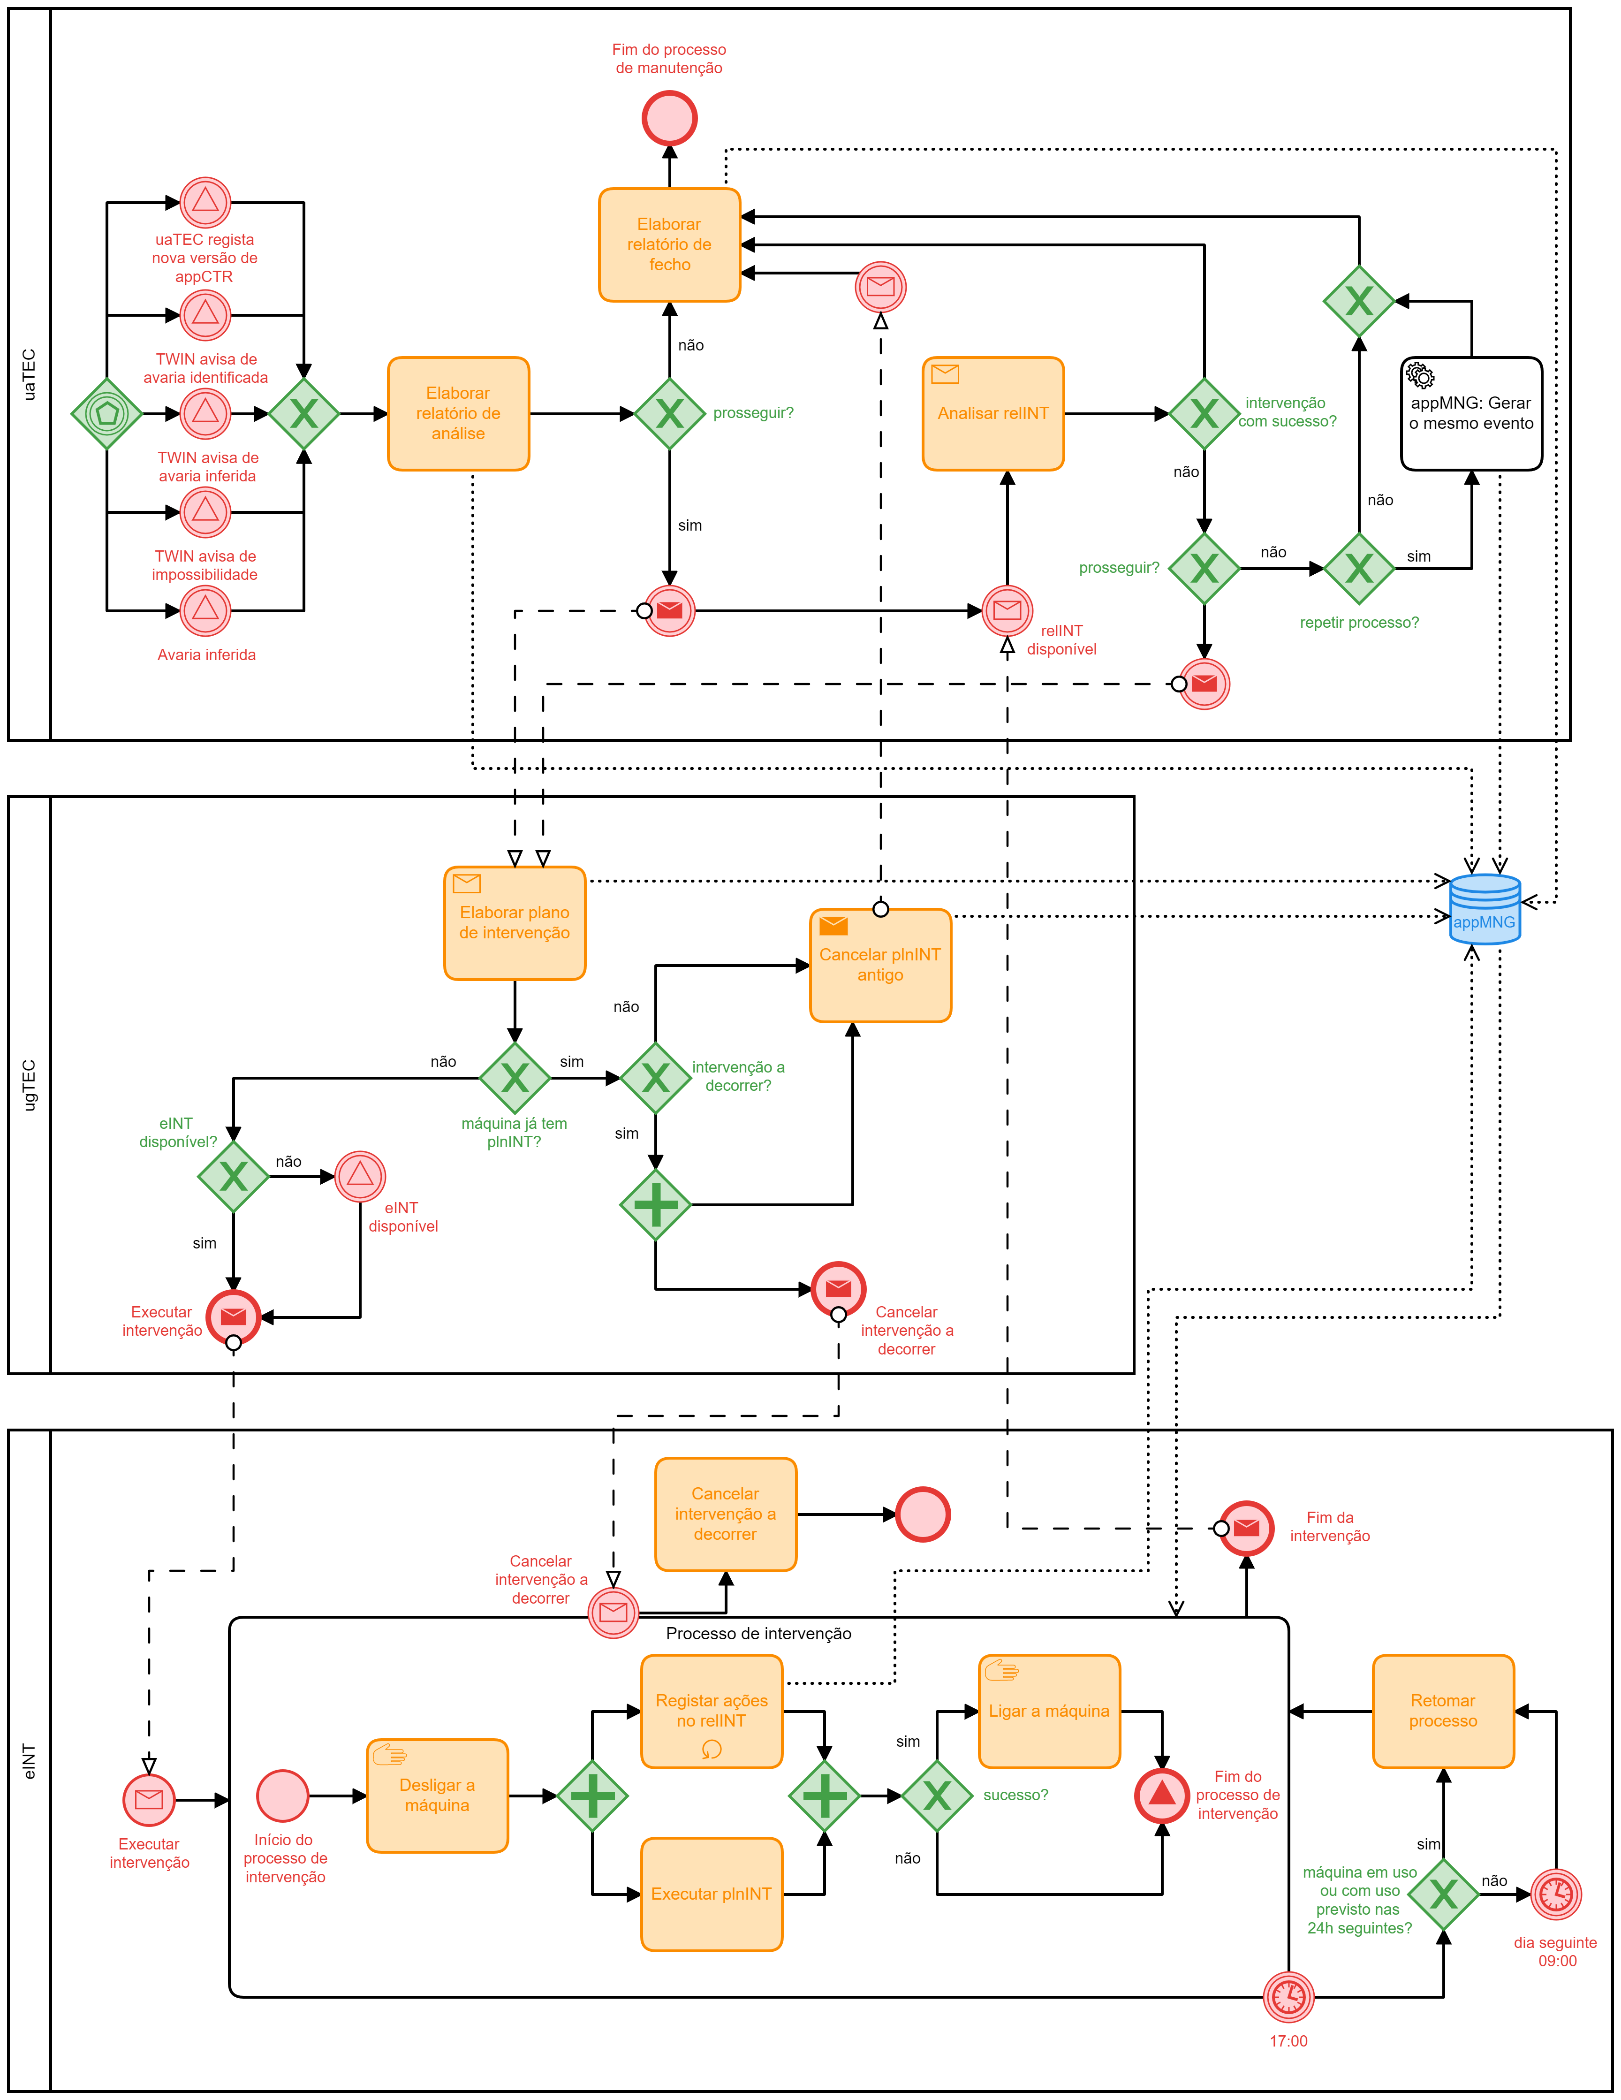 uaTEC
Fim do processo
de manutenção
uaTEC regista
nova versão de
appCTR
TWIN avisa de
avaria identificada
TWIN avisa de
avaria inferida
TWIN avisa de
impossibilidade
Avaria inferida
Elaborar
relatório de
análise
Elaborar
relatório de
fecho
não
prosseguir?
sim
Analisar relINT
relINT
disponível
intervenção
com sucesso?
não
prosseguir?
não
repetir processo?
não
sim
appMNG: Gerar
o mesmo evento
ugTEC
Elaborar plano
de intervenção
Cancelar plnINT
antigo
appMNG
não
sim
máquina já tem
plnINT?
não
intervenção a
decorrer?
sim
eINT
disponível?
não
eINT
disponível
sim
Executar
intervenção
Cancelar
intervenção a
decorrer
eINT
Cancelar
intervenção a
decorrer
Cancelar
intervenção a
decorrer
Fim da
intervenção
Processo de intervenção
Executar
intervenção
Início do
processo de
intervenção
Desligar a
máquina
Registar ações
no relINT
Executar plnINT
sim
sucesso?
não
Ligar a máquina
Fim do
processo de
intervenção
Retomar
processo
sim
máquina em uso
ou com uso
previsto nas
24h seguintes?
não
dia seguinte
09:00
17:00